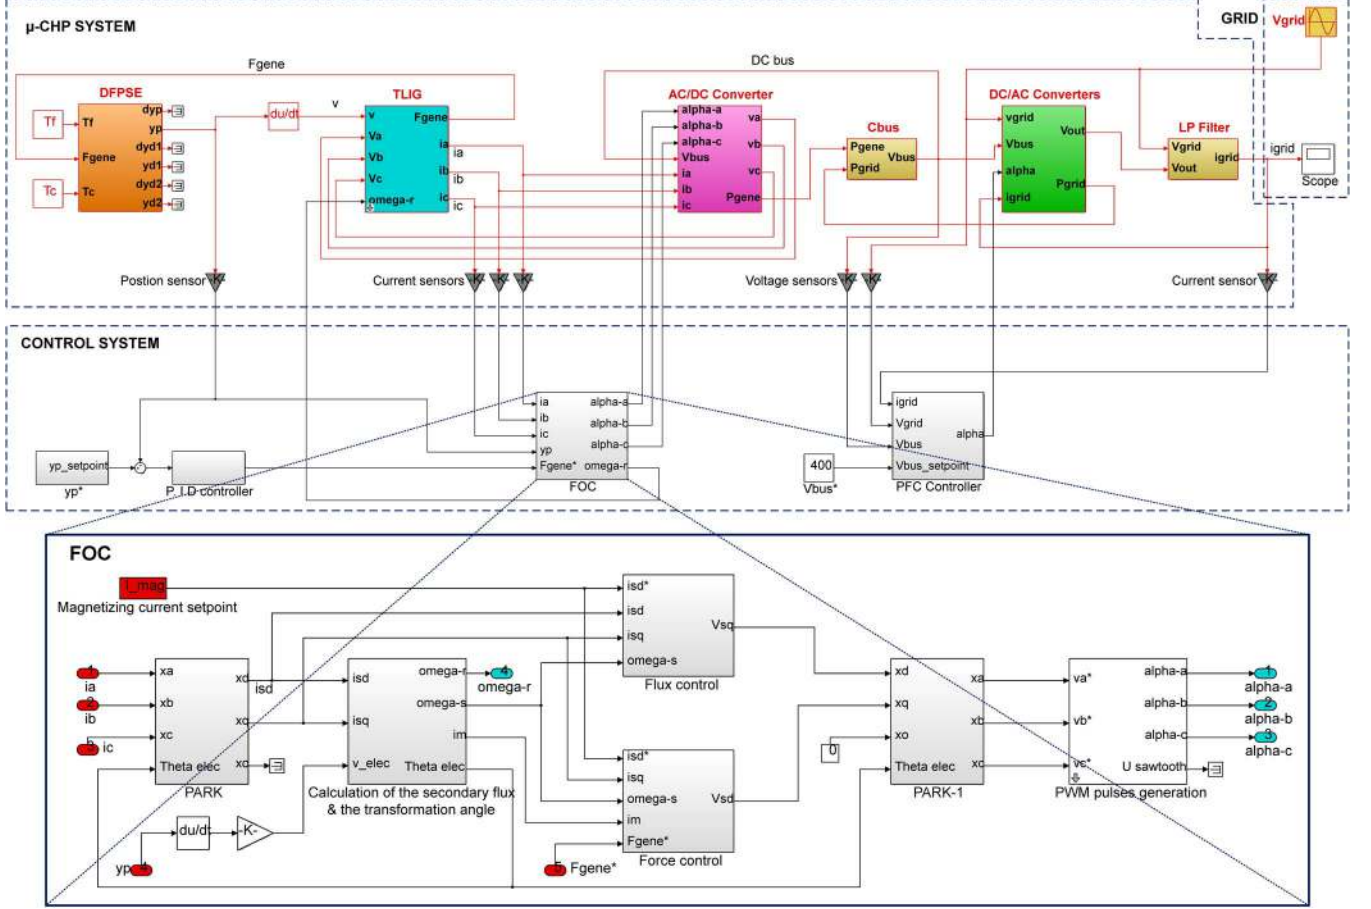 µ-CHP SYSTEM
GRID
Vgrid
Fgene
DC bus
DFPSE
TLIG
AC/DC Converter
Cbus
DC/AC Converters
LP Filter
Tf
Tc
Tf
Fgene
Tc
dyp
yp
dyd1
yd1
dyd2
yd2
du/dt
v
v
Va
Vb
Vc
omega-r
Fgene
ia
ib
ic
ia
ib
ic
alpha-a
alpha-b
alpha-c
Vbus
ia
ib
ic
va
vb
vc
Pgene
Pgene
Pgrid
Vbus
vgrid
Vbus
alpha
igrid
Vout
Pgrid
Vgrid
Vout
igrid
igrid
Scope
Postion sensor
-K-
Current sensors
-K-
-K-
-K-
Voltage sensors
-K-
-K-
Current sensor
-K-
CONTROL SYSTEM
yp_setpoint
yp*
P.I.D controller
ia
ib
ic
yp
Fgene*
alpha-a
alpha-b
alpha-c
omega-r
FOC
400
Vbus*
igrid
Vgrid
Vbus
Vbus_setpoint
alpha
PFC Controller
FOC
I_mag
Magnetizing current setpoint
1
ia
2
ib
3
ic
xa
xb
xc
Theta elec
xd
xq
xo
PARK
isd
isd
isq
v_elec
omega-r
omega-s
im
Theta elec
Calculation of the secondary flux
& the transformation angle
4
omega-r
yp
4
du/dt
-K-
isd*
isd
isq
omega-s
Vsq
Flux control
isd*
isq
omega-s
im
Fgene*
Vsd
Force control
5
Fgene*
0
xd
xq
xo
Theta elec
xa
xb
xc
PARK-1
va*
vb*
vc*
alpha-a
alpha-b
alpha-c
U sawtooth
PWM pulses generation
1
alpha-a
2
alpha-b
3
alpha-c